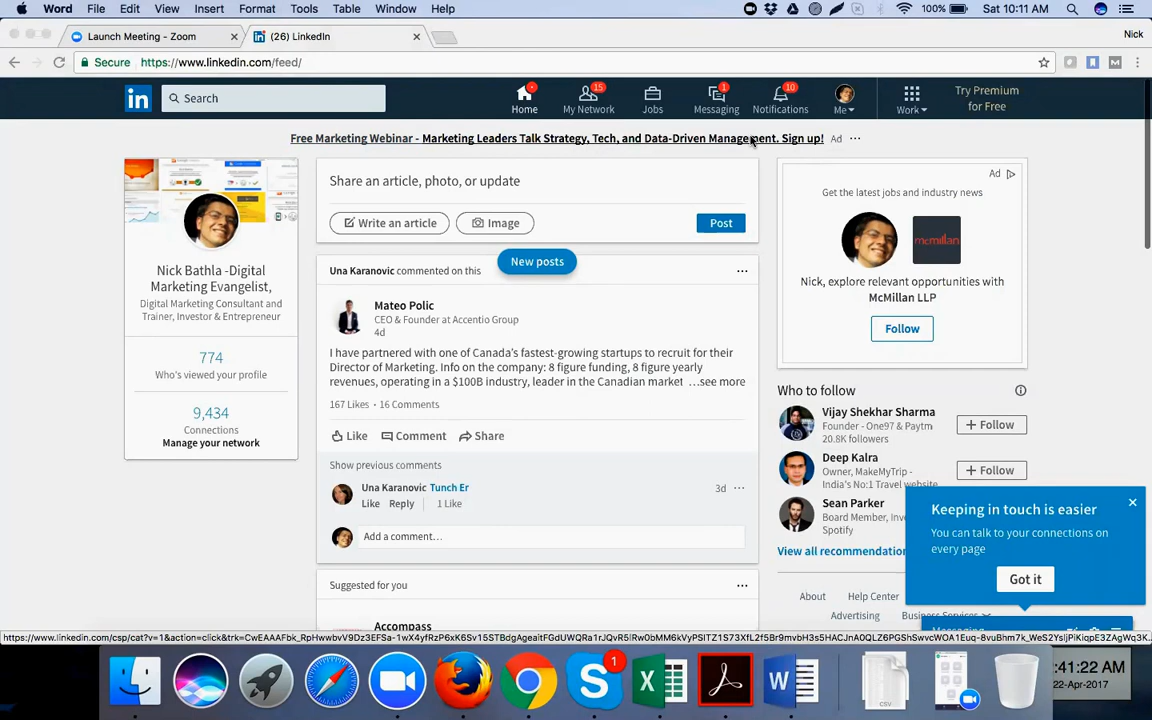 Word File Edit View Insert Format Tools Table Window Help 100% Sat 10:11 AM
Launch Meeting - Zoom (26) LinkedIn Nick
Secure https://www.linkedin.com/feed/
in Search Home 15 My Network Jobs 1 Messaging 10 Notifications Me Work Try Premium
for Free
Free Marketing Webinar - Marketing Leaders Talk Strategy, Tech, and Data-Driven Management. Sign up! Ad
Nick Bathla -Digital
Marketing Evangelist,
Digital Marketing Consultant and
Trainer, Investor & Entrepreneur
774
Who's viewed your profile
9,434
Connections
Manage your network
Share an article, photo, or update
Write an article Image Post
New posts
Una Karanovic commented on this
Mateo Polic
CEO & Founder at Accentio Group
4d
I have partnered with one of Canada's fastest-growing startups to recruit for their
Director of Marketing. Info on the company: 8 figure funding, 8 figure yearly
revenues, operating in a $100B industry, leader in the Canadian market …see more
167 Likes • 16 Comments
Like Comment Share
Show previous comments
Una Karanovic Tunch Er 3d
Like Reply 1 Like
Add a comment…
Suggested for you
Accompass
Ad
Get the latest jobs and industry news
mcmillan
Nick, explore relevant opportunities with
McMillan LLP
Follow
Who to follow
Vijay Shekhar Sharma
Founder - One97 & Paytm
20.8K followers
+ Follow
Deep Kalra
Owner, MakeMyTrip -
India's No:1 Travel website
+ Follow
Sean Parker
Board Member,
Spotify
View all recommendation
About Help Center
Advertising Business Services
Keeping in touch is easier
You can talk to your connections on
every page
Got it
Messaging
1
csv
:41:22 AM
22-Apr-2017